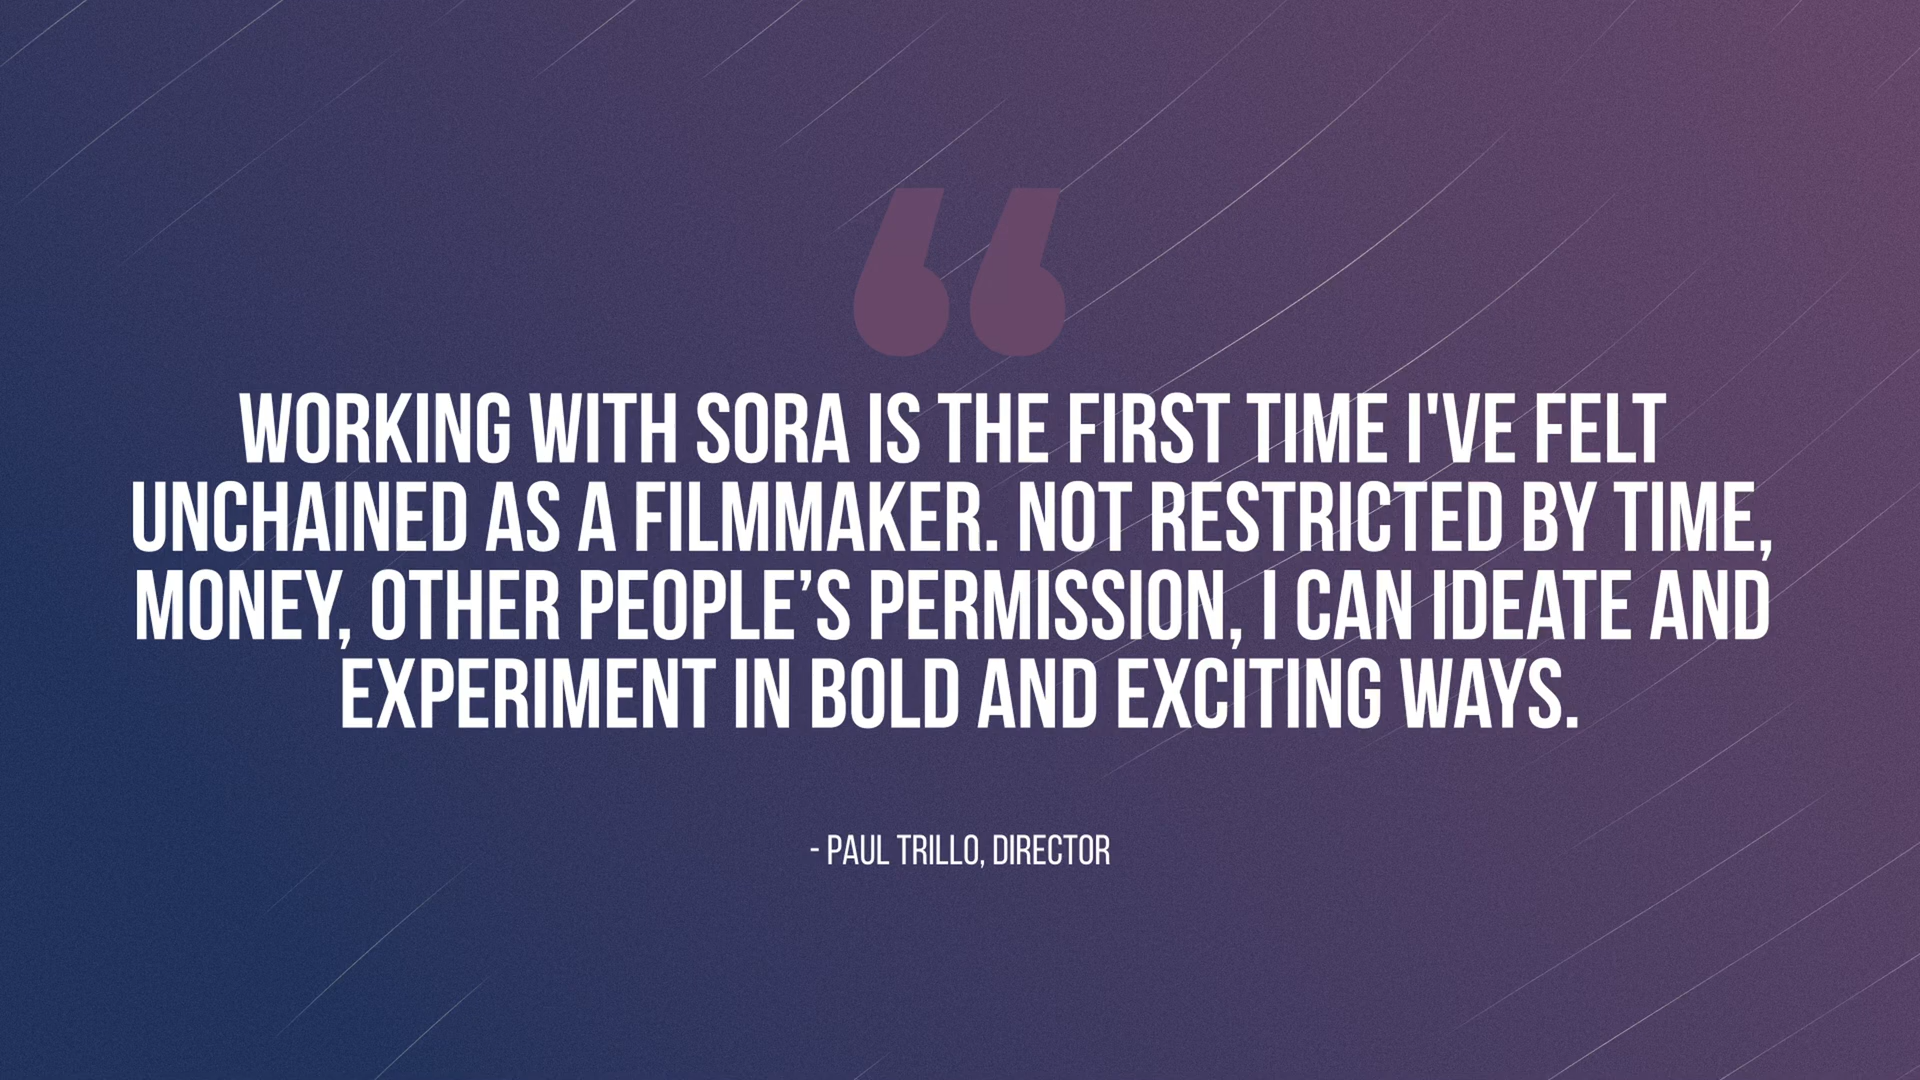 “
WORKING WITH SORA IS THE FIRST TIME I'VE FELT
UNCHAINED AS A FILMMAKER. NOT RESTRICTED BY TIME,
MONEY, OTHER PEOPLE’S PERMISSION, I CAN IDEATE AND
EXPERIMENT IN BOLD AND EXCITING WAYS.
- PAUL TRILLO, DIRECTOR